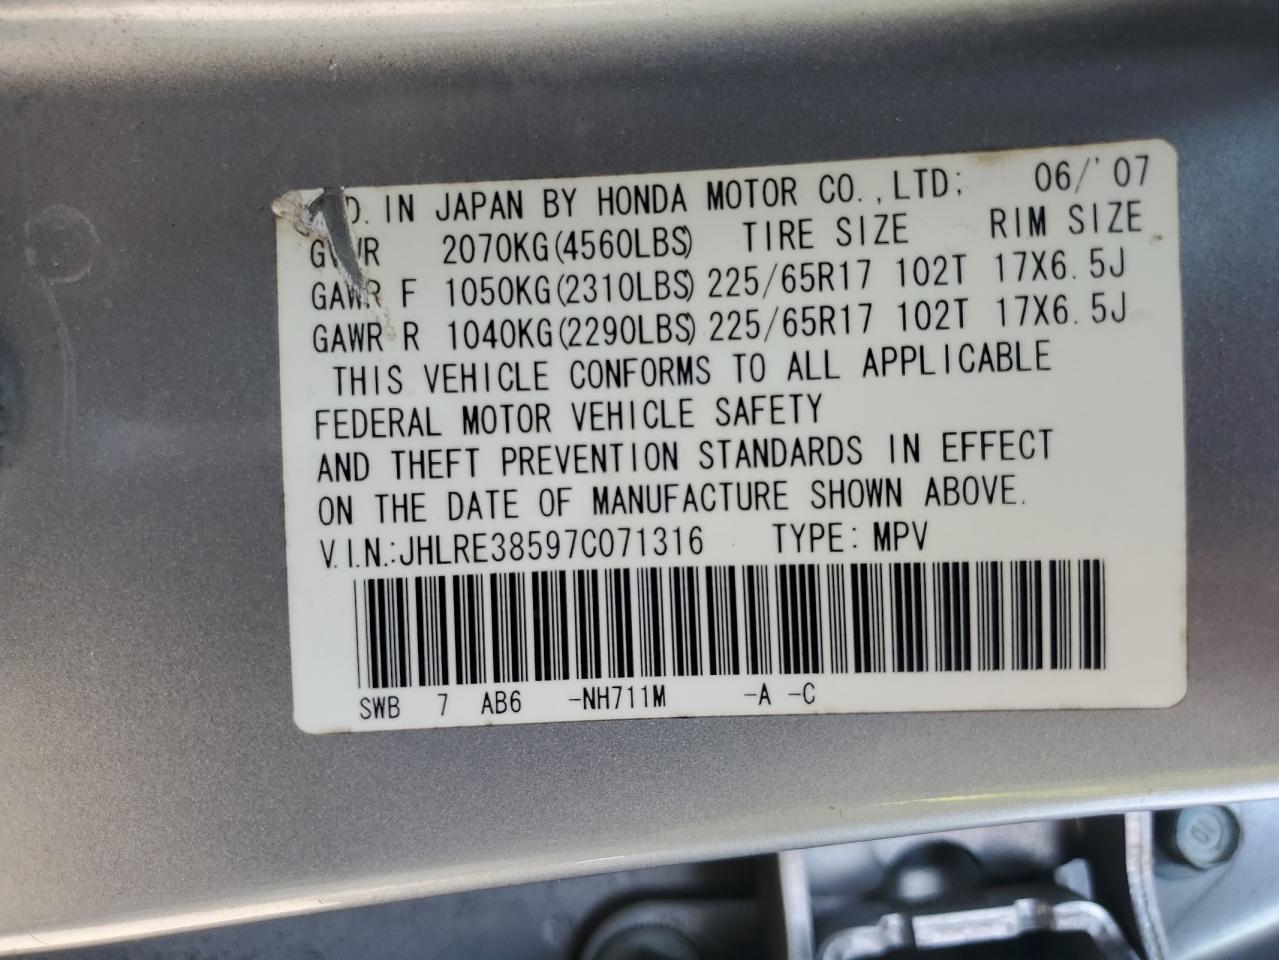 D. IN JAPAN BY HONDA MOTOR CO.,LTD; 06/'07
GVWR 2070KG(4560LBS) TIRE SIZE RIM SIZE
GAWR F 1050KG(2310LBS) 225/65R17 102T 17X6.5J
GAWR R 1040KG(2290LBS) 225/65R17 102T 17X6.5J
THIS VEHICLE CONFORMS TO ALL APPLICABLE
FEDERAL MOTOR VEHICLE SAFETY
AND THEFT PREVENTION STANDARDS IN EFFECT
ON THE DATE OF MANUFACTURE SHOWN ABOVE.
V.I.N.:JHLRE38597C071316 TYPE: MPV
SWB 7 AB6 -NH711M -A -C
10